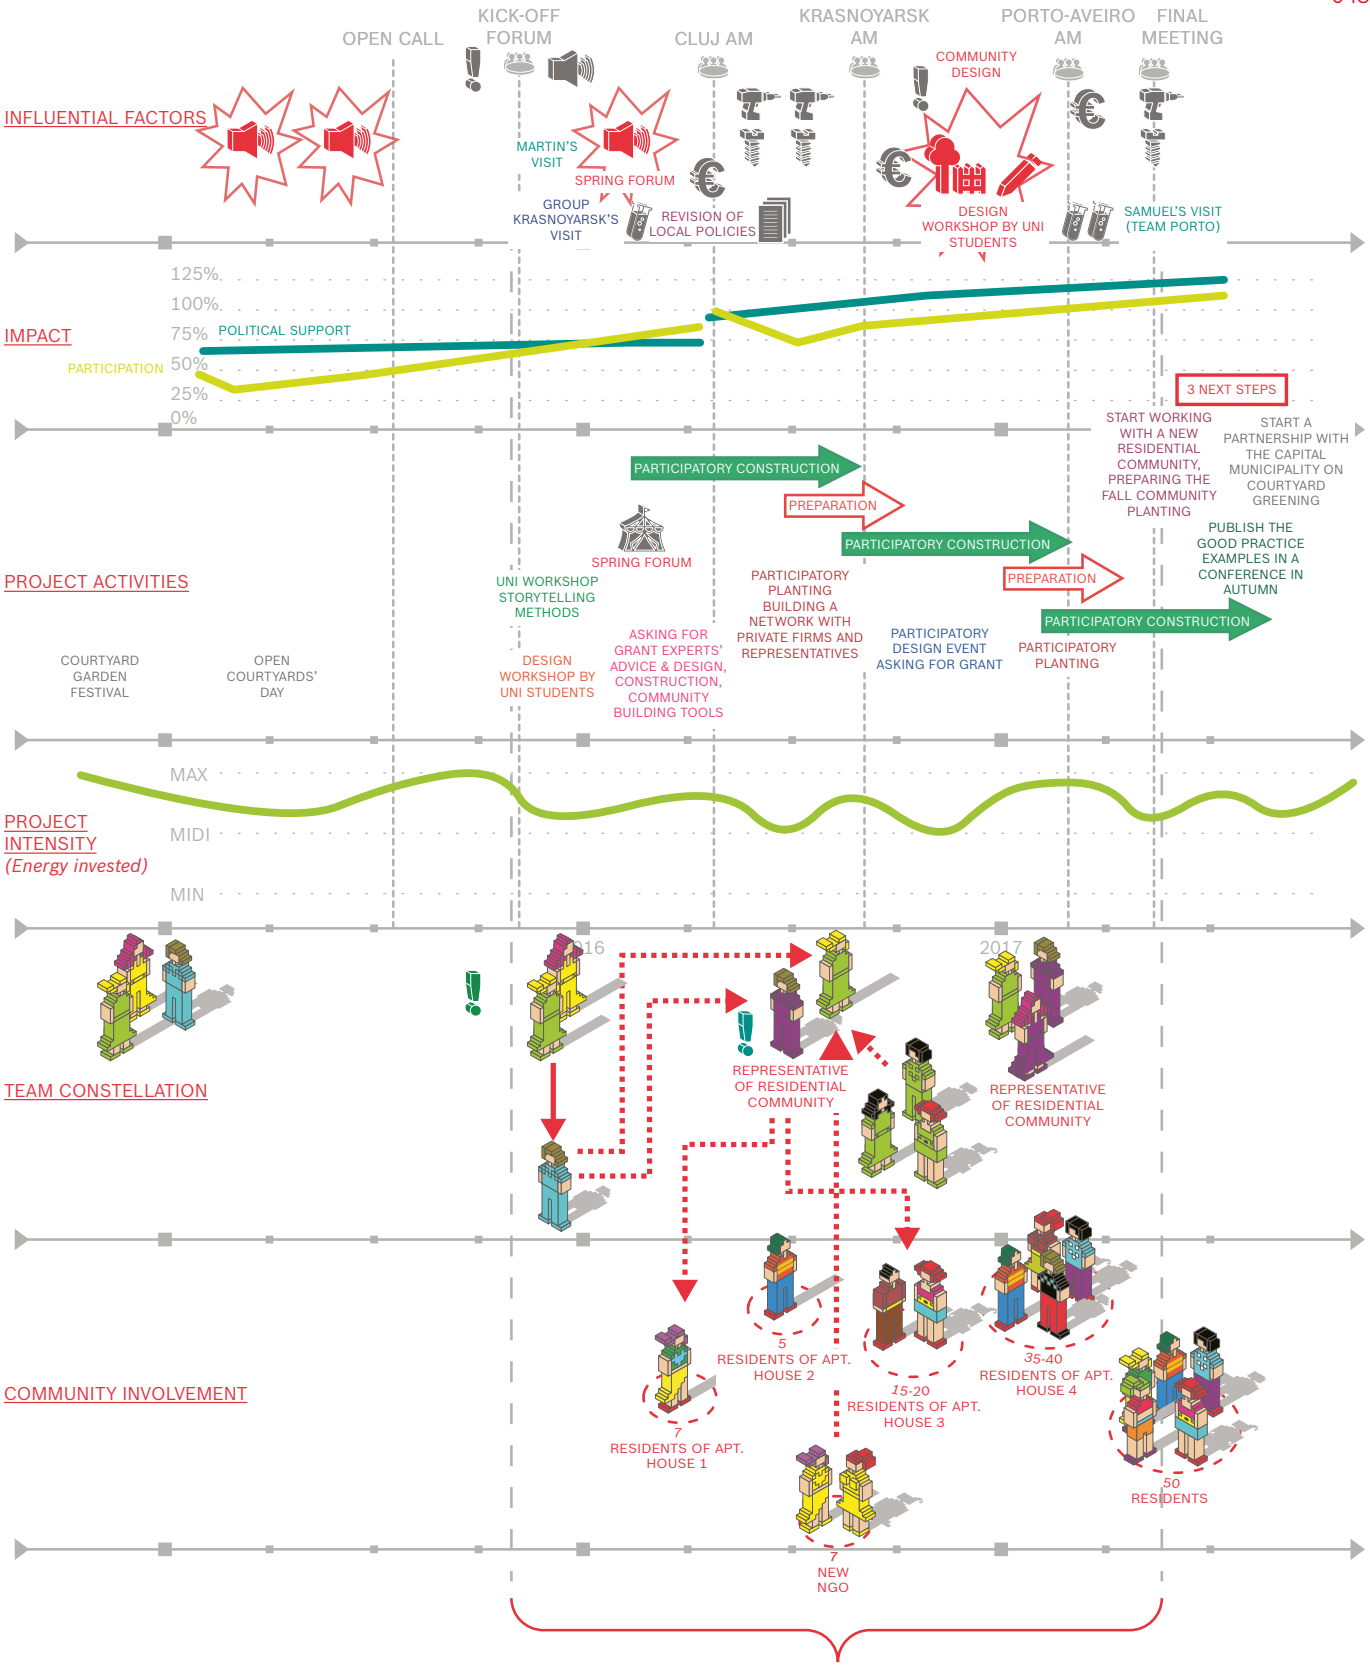 KICK-OFF
FORUM
KRASNOYARSK
AM
PORTO-AVEIRO
AM
FINAL
MEETING
OPEN CALL
CLUJ AM
COMMUNITY
DESIGN
INFLUENTIAL FACTORS
MARTIN'S
VISIT
SPRING FORUM
GROUP
KRASNOYARSK'S
VISIT
REVISION OF
LOCAL POLICIES
DESIGN
WORKSHOP BY UNI
STUDENTS
SAMUEL'S VISIT
(TEAM PORTO)
IMPACT
125%
100%
75%
50%
25%
0%
POLITICAL SUPPORT
PARTICIPATION
3 NEXT STEPS
START WORKING
WITH A NEW
RESIDENTIAL
COMMUNITY,
PREPARING THE
FALL COMMUNITY
PLANTING
START A
PARTNERSHIP WITH
THE CAPITAL
MUNICIPALITY ON
COURTYARD
GREENING
PUBLISH THE
GOOD PRACTICE
EXAMPLES IN A
CONFERENCE IN
AUTUMN
PARTICIPATORY CONSTRUCTION
PREPARATION
PARTICIPATORY CONSTRUCTION
PREPARATION
PARTICIPATORY CONSTRUCTION
PROJECT ACTIVITIES
SPRING FORUM
UNI WORKSHOP
STORYTELLING
METHODS
PARTICIPATORY
PLANTING
BUILDING A
NETWORK WITH
PRIVATE FIRMS AND
REPRESENTATIVES
ASKING FOR
GRANT EXPERTS'
ADVICE & DESIGN,
CONSTRUCTION,
COMMUNITY
BUILDING TOOLS
PARTICIPATORY
DESIGN EVENT
ASKING FOR GRANT
PARTICIPATORY
PLANTING
COURTYARD
GARDEN
FESTIVAL
OPEN
COURTYARDS'
DAY
DESIGN
WORKSHOP BY
UNI STUDENTS
PROJECT
INTENSITY
(Energy invested)
MAX
MIDI
MIN
16
2017
TEAM CONSTELLATION
REPRESENTATIVE
OF RESIDENTIAL
COMMUNITY
REPRESENTATIVE
OF RESIDENTIAL
COMMUNITY
COMMUNITY INVOLVEMENT
5
RESIDENTS OF APT.
HOUSE 2
35-40
RESIDENTS OF APT.
HOUSE 4
15-20
RESIDENTS OF APT.
HOUSE 3
7
RESIDENTS OF APT.
HOUSE 1
50
RESIDENTS
7
NEW
NGO